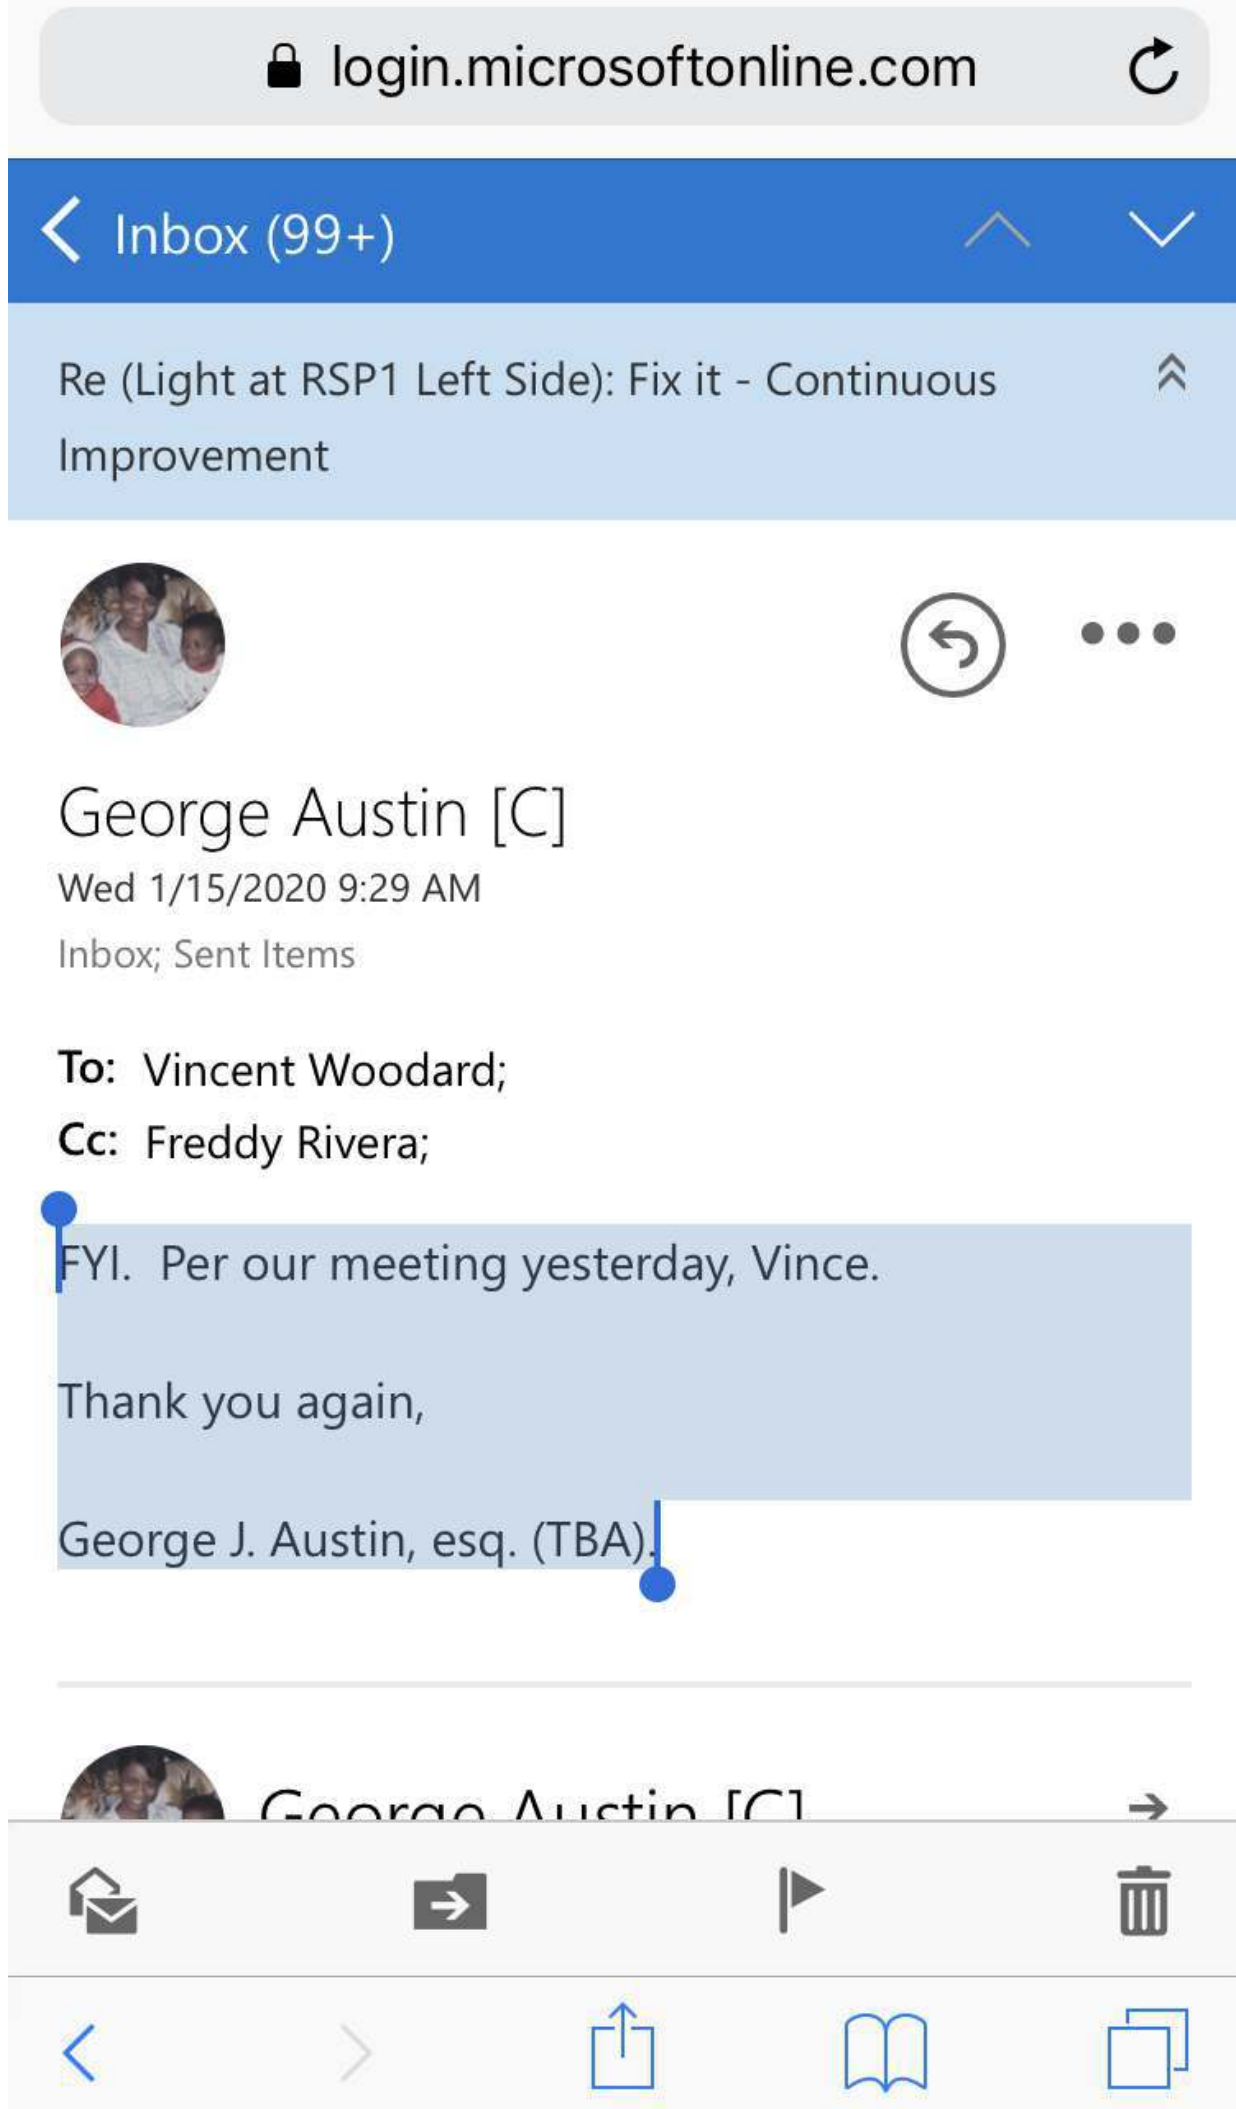 login.microsoftonline.com
Inbox (99+)
Re (Light at RSP1 Left Side): Fix it - Continuous
Improvement
George Austin [C]
Wed 1/15/2020 9:29 AM
Inbox; Sent Items
To: Vincent Woodard;
Cc: Freddy Rivera;
FYI.  Per our meeting yesterday, Vince.
Thank you again,
George J. Austin, esq. (TBA).
George Austin [C]